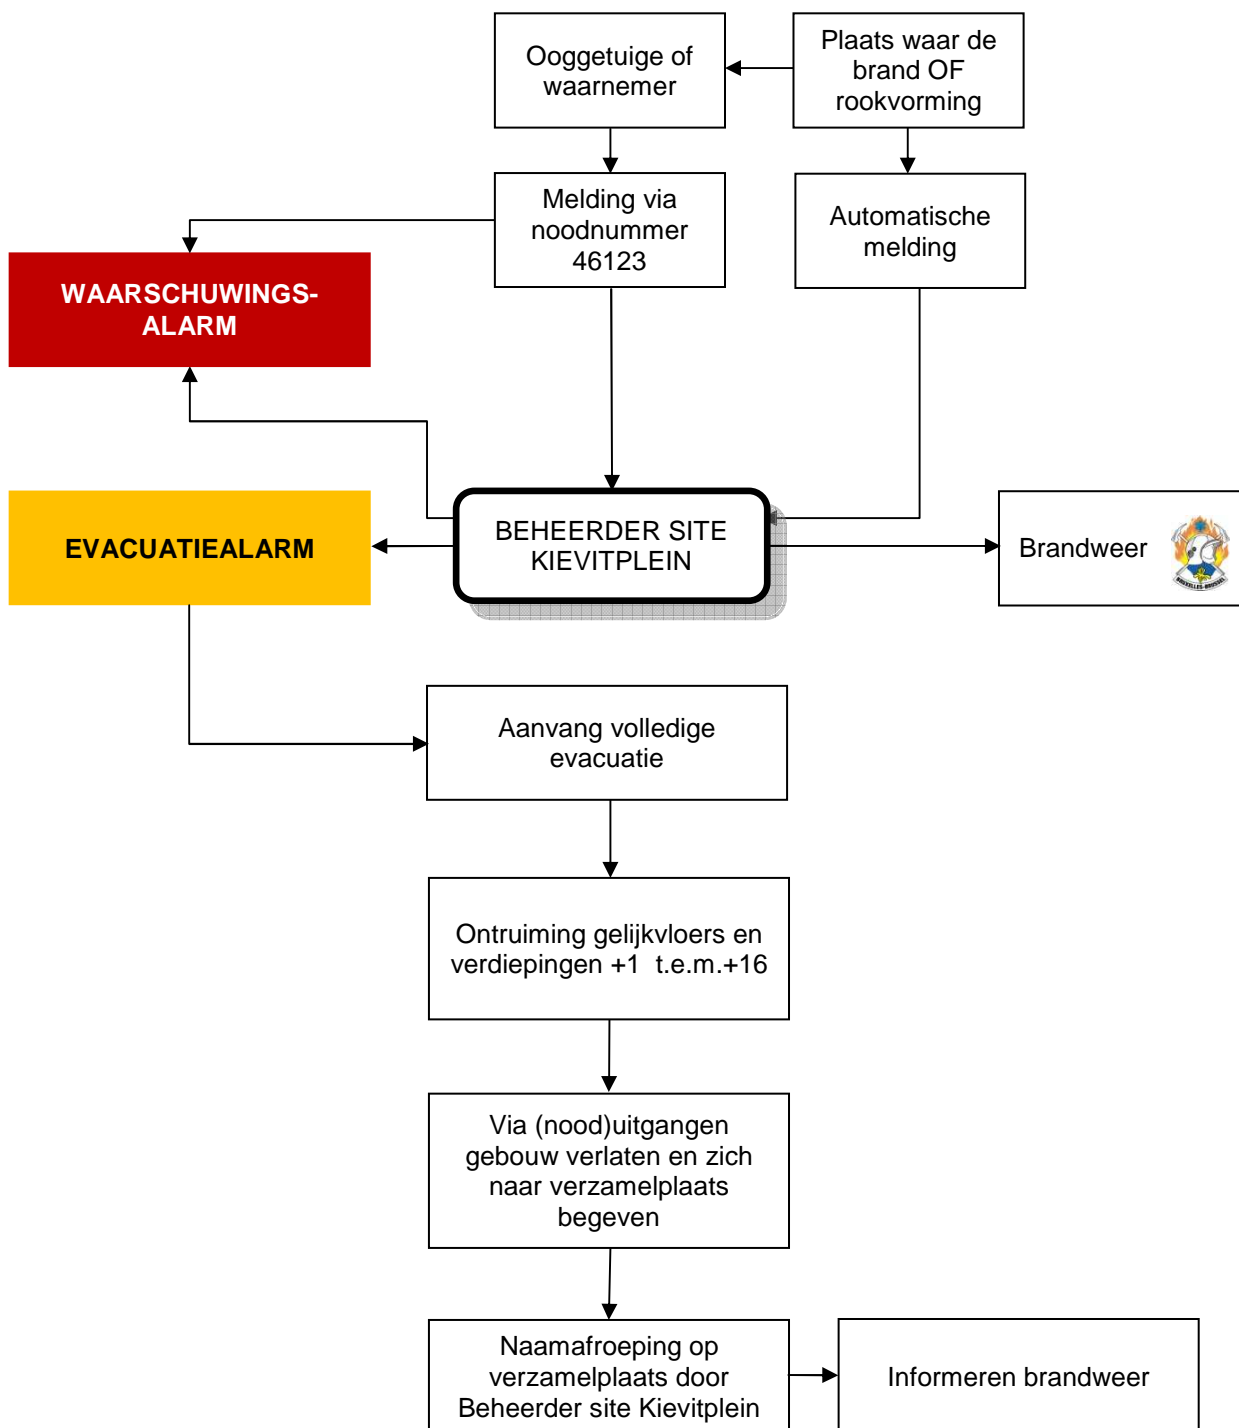 Ooggetuige of
waarnemer
Plaats waar de
brand OF
rookvorming
Melding via
noodnummer
46123
Automatische
melding
WAARSCHUWINGS-
ALARM
EVACUATIEALARM
BEHEERDER SITE
KIEVITPLEIN
Brandweer
BRUXELLES-BRUSSEL
Aanvang volledige
evacuatie
Ontruiming gelijkvloers en
verdiepingen +1 t.e.m.+16
Via (nood)uitgangen
gebouw verlaten en zich
naar verzamelplaats
begeven
Naamafroeping op
verzamelplaats door
Beheerder site Kievitplein
Informeren brandweer